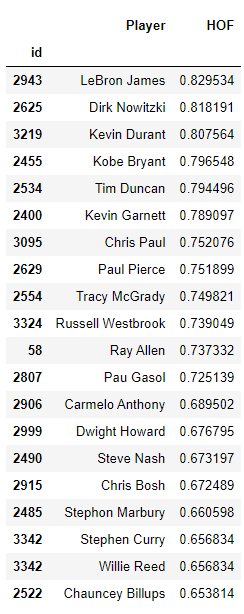 Player HOF
id
2943 LeBron James 0.829534
2625 Dirk Nowitzki 0.818191
3219 Kevin Durant 0.807564
2455 Kobe Bryant 0.796548
2534 Tim Duncan 0.794496
2400 Kevin Garnett 0.789097
3095 Chris Paul 0.752076
2629 Paul Pierce 0.751899
2554 Tracy McGrady 0.749821
3324 Russell Westbrook 0.739049
58 Ray Allen 0.737332
2807 Pau Gasol 0.725139
2906 Carmelo Anthony 0.689502
2999 Dwight Howard 0.676795
2490 Steve Nash 0.673197
2915 Chris Bosh 0.672489
2485 Stephon Marbury 0.660598
3342 Stephen Curry 0.656834
3342 Willie Reed 0.656834
2522 Chauncey Billups 0.653814